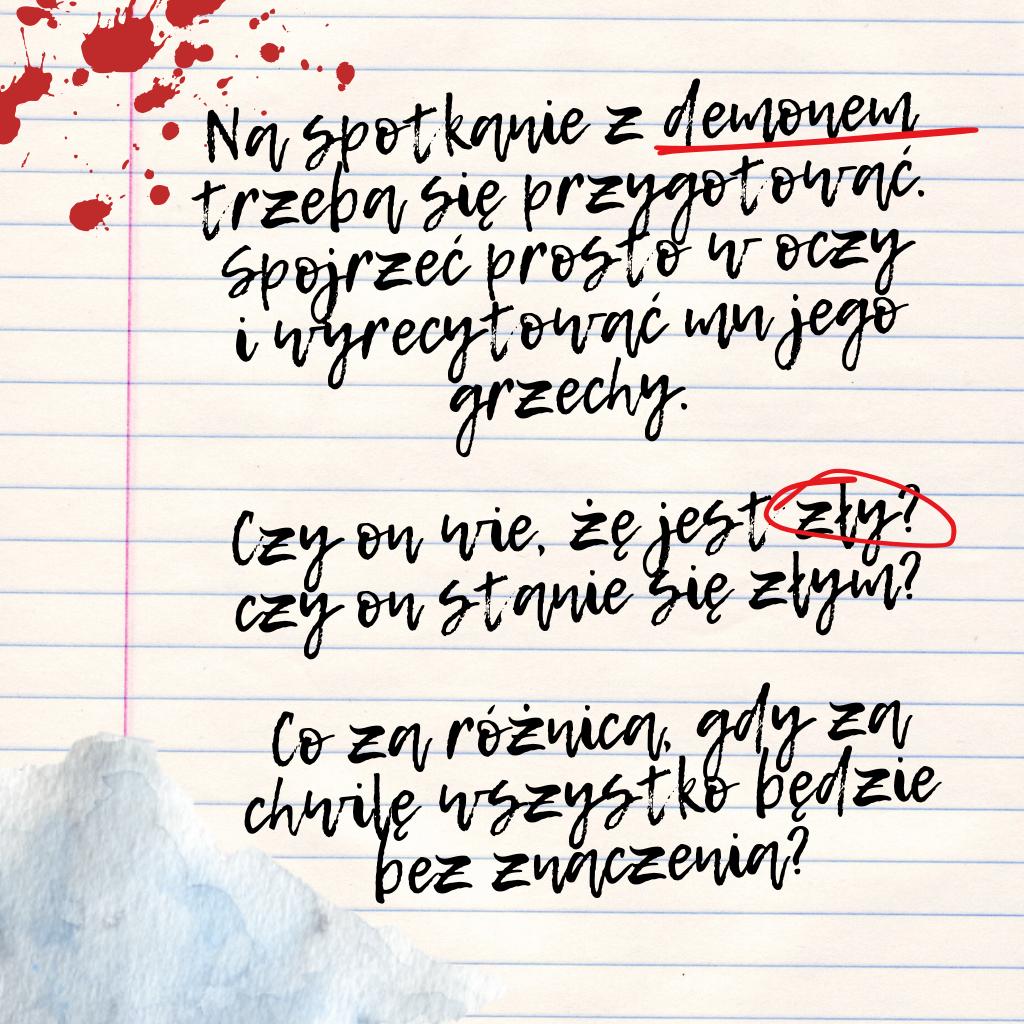 Na spotkanie z demonem
trzeba się przygotować.
Spojrzeć prosto w oczy
i wyrecytować mu jego
grzechy.
Czy on wie, żę jest zły?
czy on stanie się złym?
Co za różnica, gdy za
chwilę wszystko będzie
bez znaczenia?